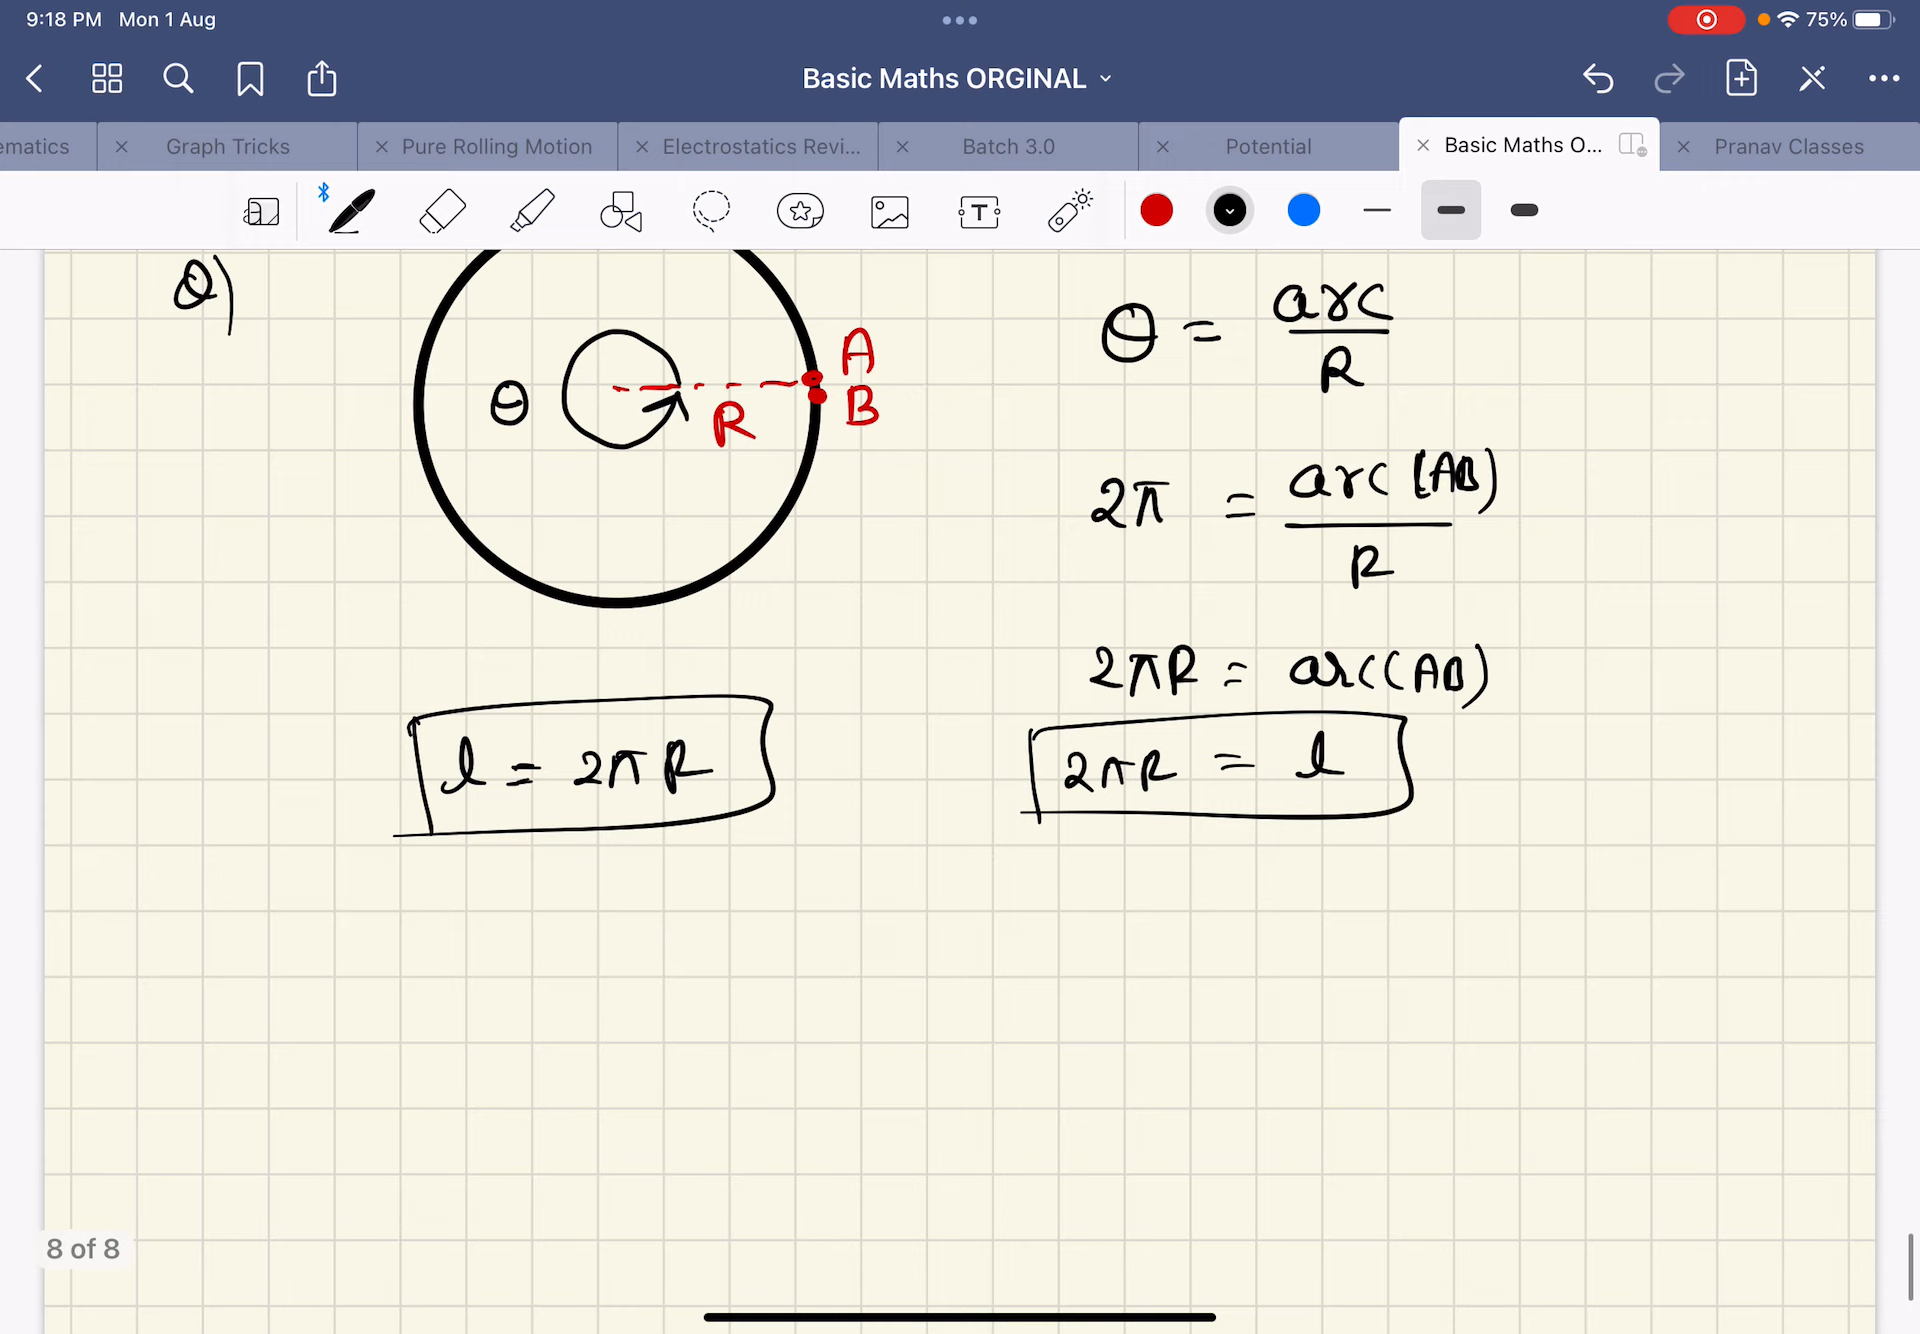 9:18 PM Mon 1 Aug
75%
Basic Maths ORGINAL
ematics
Graph Tricks
Pure Rolling Motion
Electrostatics Revi...
Batch 3.0
Potential
Basic Maths O...
Pranav Classes
Q)
θ
R
A
B
θ = arc / R
2π = arc (AB) / R
2πR = arc(AB)
l = 2πR
2πR = l
8 of 8